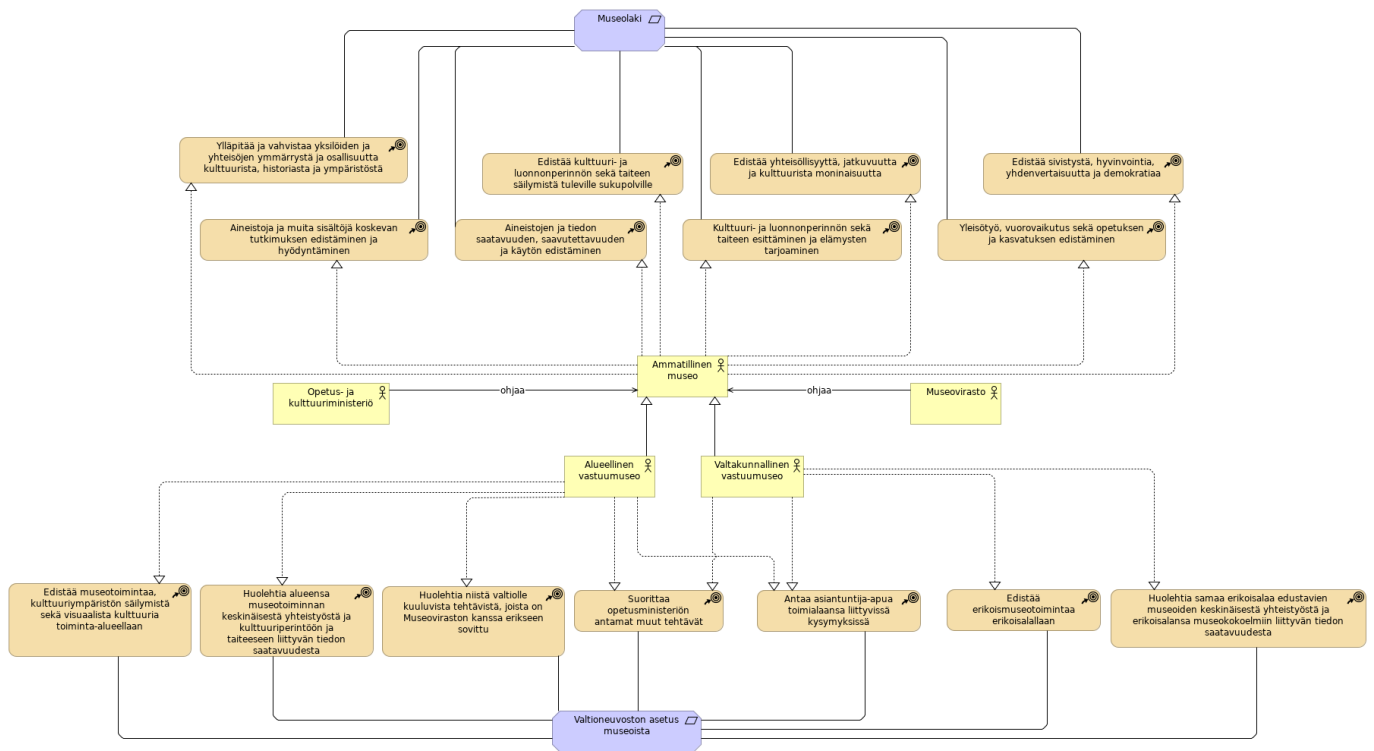 Museolaki
Ylläpitää ja vahvistaa yksilöiden ja
yhteisöjen ymmärrystä ja osallisuutta
kulttuurista, historiasta ja ympäristöstä
Edistää kulttuuri- ja
luonnonperinnön sekä taiteen
säilymistä tuleville sukupolville
Edistää yhteisöllisyyttä, jatkuvuutta
ja kulttuurista moninaisuutta
Edistää sivistystä, hyvinvointia,
yhdenvertaisuutta ja demokratiaa
Aineistoja ja muita sisältöjä koskevan
tutkimuksen edistäminen ja
hyödyntäminen
Aineistojen ja tiedon
saatavuuden, saavutettavuuden
ja käytön edistäminen
Kulttuuri- ja luonnonperinnön sekä
taiteen esittäminen ja elämysten
tarjoaminen
Yleisötyö, vuorovaikutus sekä opetuksen
ja kasvatuksen edistäminen
Ammatillinen
museo
Opetus- ja
kulttuuriministeriö
ohjaa
ohjaa
Museovirasto
Alueellinen
vastuumuseo
Valtakunnallinen
vastuumuseo
Edistää museotoimintaa,
kulttuuriympäristön säilymistä
sekä visuaalista kulttuuria
toiminta-alueellaan
Huolehtia alueensa
museotoiminnan
keskinäisestä yhteistyöstä ja
kulttuuriperintöön ja
taiteeseen liittyvän tiedon
saatavuudesta
Huolehtia niistä valtiolle
kuuluvista tehtävistä, joista on
Museoviraston kanssa erikseen
sovittu
Suorittaa
opetusministeriön
antamat muut tehtävät
Antaa asiantuntija-apua
toimialaansa liittyvissä
kysymyksissä
Edistää
erikoismuseotoimintaa
erikoisalallaan
Huolehtia samaa erikoisalaa edustavien
museoiden keskinäisestä yhteistyöstä ja
erikoisalansa museokokoelmiin liittyvän tiedon
saatavuudesta
Valtioneuvoston asetus
museoista